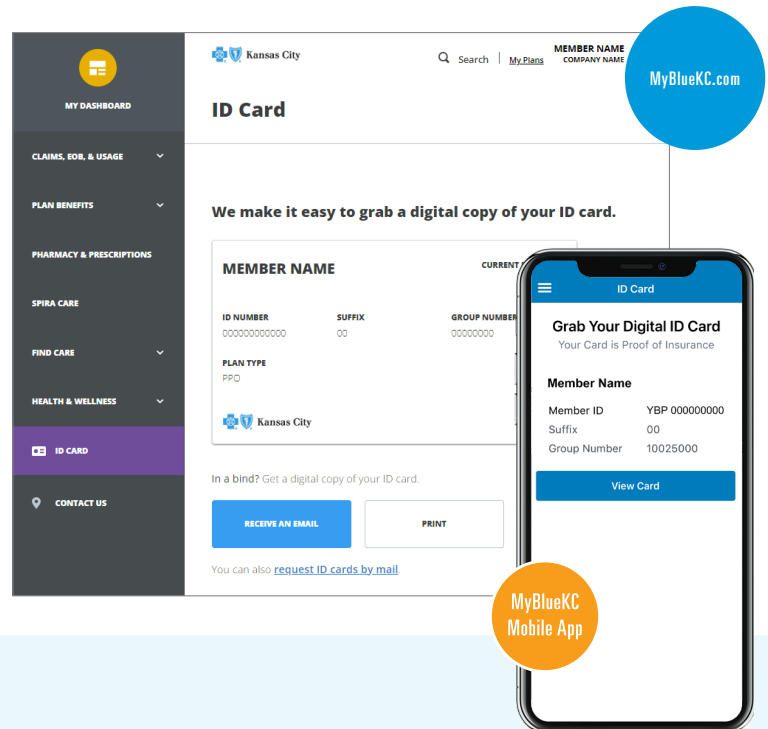 MY DASHBOARD
CLAIMS, EOB, & USAGE
PLAN BENEFITS
PHARMACY & PRESCRIPTIONS
SPIRA CARE
FIND CARE
HEALTH & WELLNESS
ID CARD
CONTACT US
Kansas City
Search
My Plans
MEMBER NAME
COMPANY NAME
MyBlueKC.com
ID Card
We make it easy to grab a digital copy of your ID card.
MEMBER NAME
CURRENT
ID NUMBER SUFFIX GROUP NUMBER
000000000000 00 00000000
PLAN TYPE
PPO
Kansas City
In a bind? Get a digital copy of your ID card.
RECEIVE AN EMAIL
PRINT
You can also request ID cards by mail.
ID Card
Grab Your Digital ID Card
Your Card is Proof of Insurance
Member Name
Member ID YBP 000000000
Suffix 00
Group Number 10025000
View Card
MyBlueKC
Mobile App